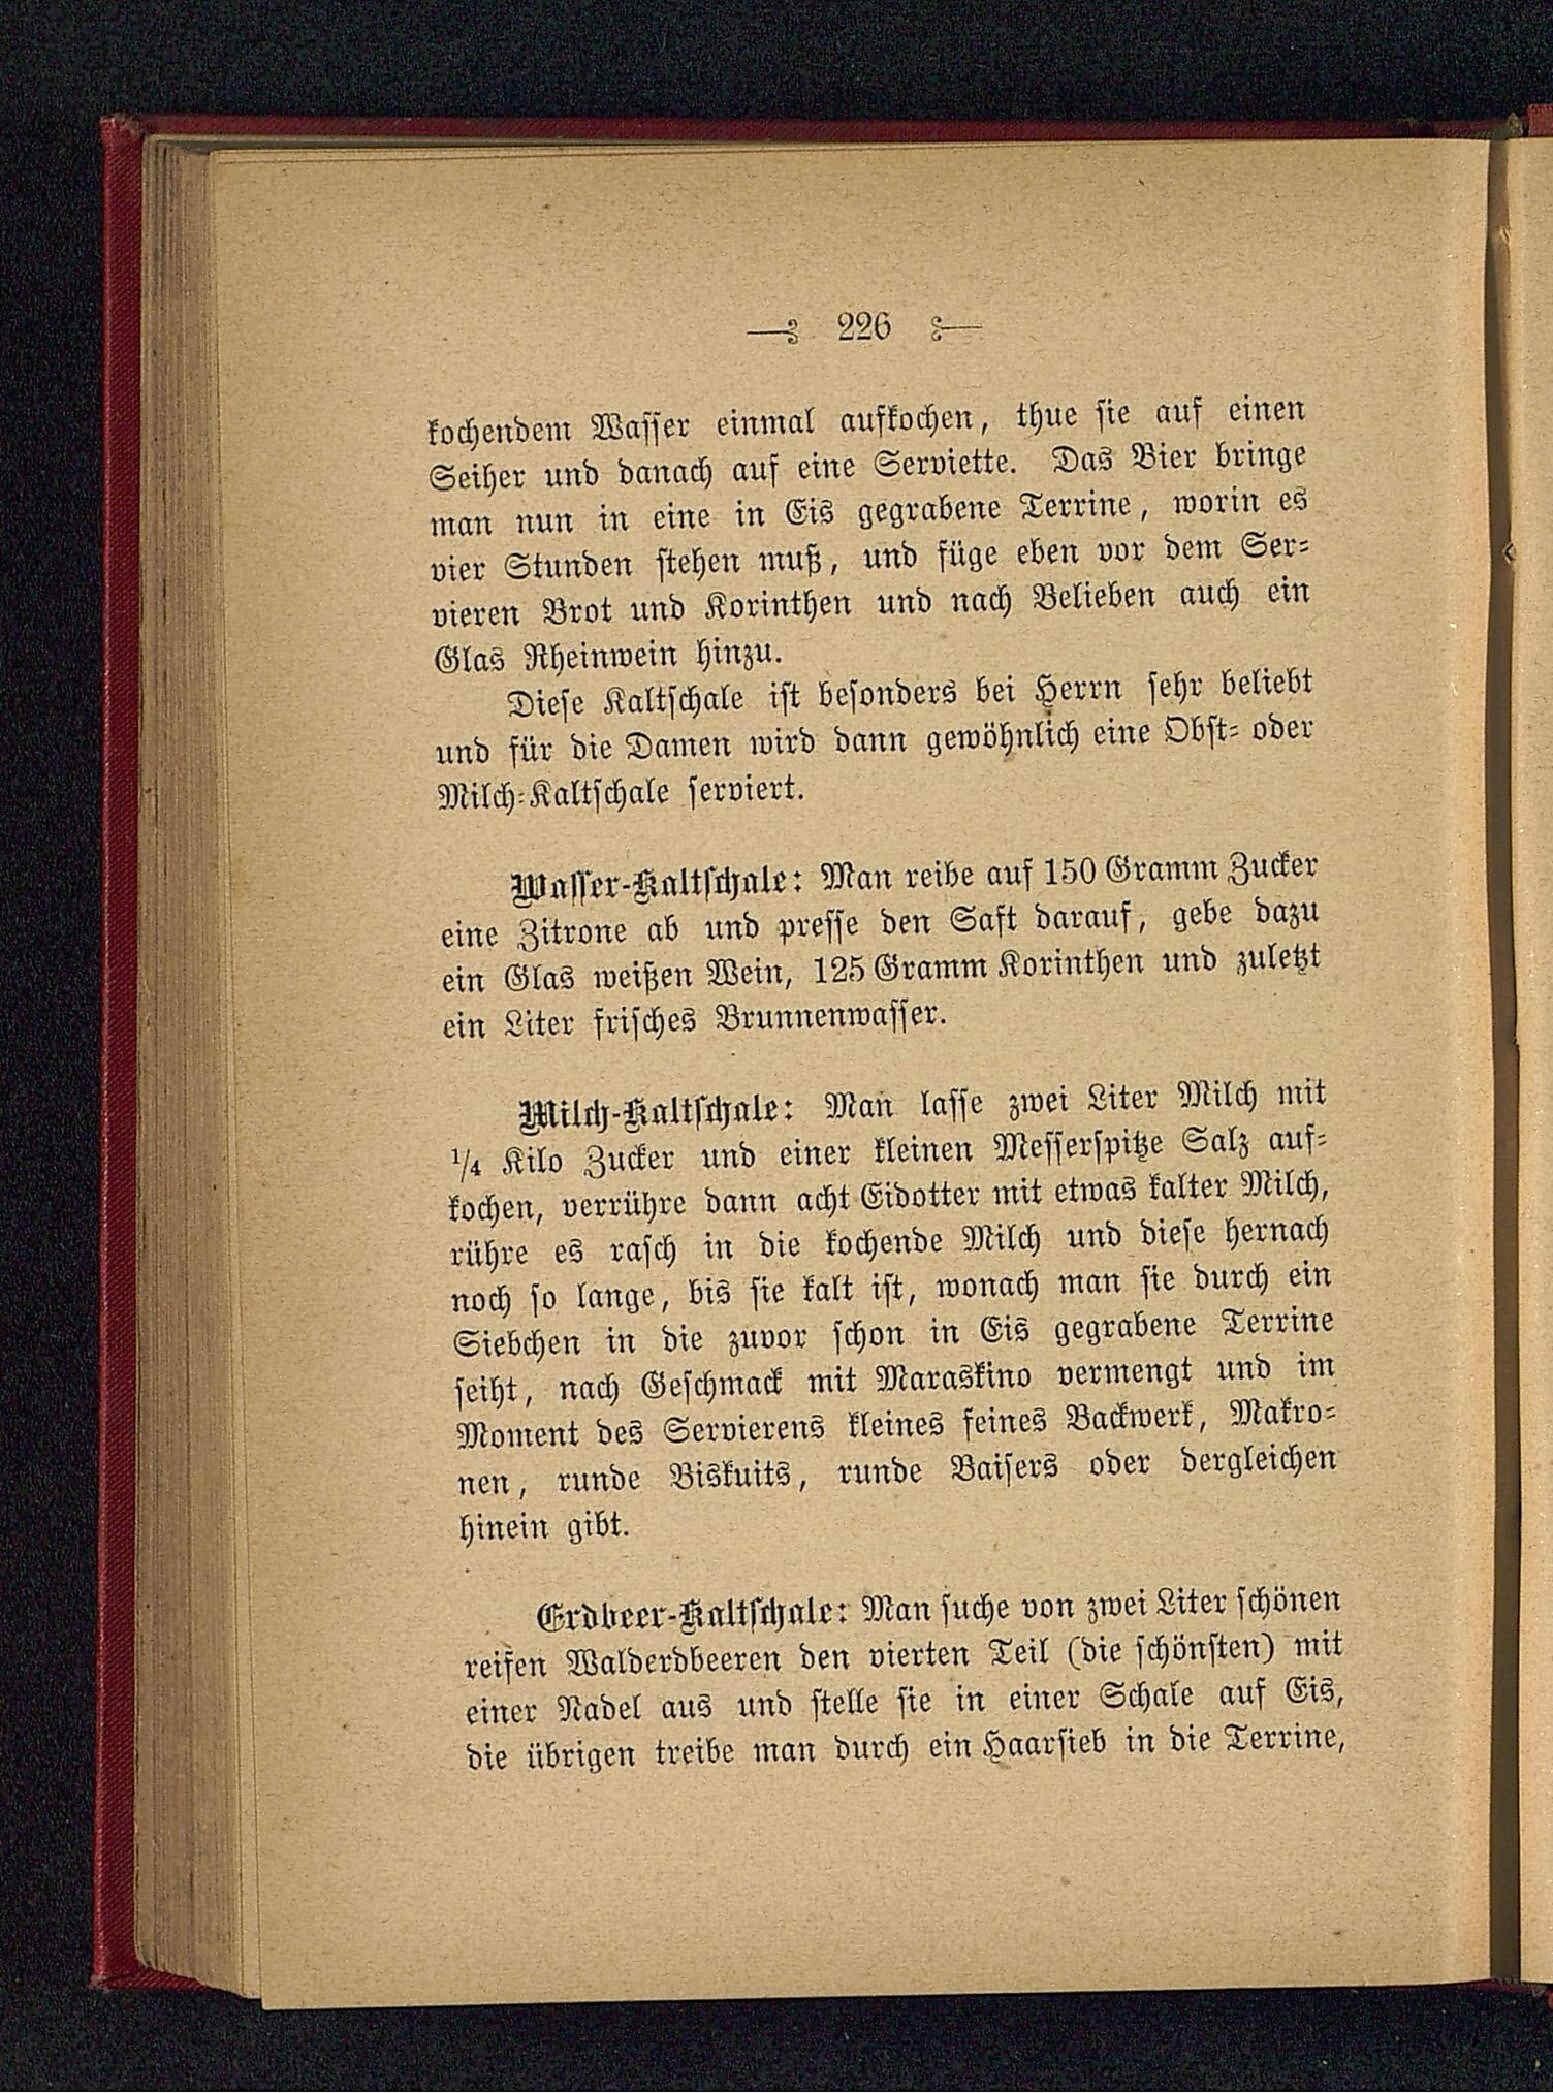 226
kochendem Wasser einmal aufkochen, thue sie auf einen
Seiher und danach auf eine Serviette. Das Bier bringe
man nun in eine in Eis gegrabene Terrine, worin es
vier Stunden stehen muß, und füge eben vor dem Ser-
vieren Brot und Korinthen und nach Belieben auch ein
Glas Rheinwein hinzu.
Diese Kaltschale ist besonders bei Herrn sehr beliebt
und für die Damen wird dann gewöhnlich eine Obst- oder
Milch-Kaltschale serviert.
Wasser-Kaltschale: Man reibe auf 150 Gramm Zucker
eine Zitrone ab und presse den Saft darauf, gebe dazu
ein Glas weißen Wein, 125 Gramm Korinthen und zuletzt
ein Liter frisches Brunnenwasser.
Milch-Kaltschale: Man lasse zwei Liter Milch mit
1/4 Kilo Zucker und einer kleinen Messerspitze Salz auf-
kochen, verrühre dann acht Eidotter mit etwas kalter Milch,
rühre es rasch in die kochende Milch und diese hernach
noch so lange, bis sie kalt ist, wonach man sie durch ein
Siebchen in die zuvor schon in Eis gegrabene Terrine
seiht, nach Geschmack mit Maraskino vermengt und im
Moment des Servierens kleines feines Backwerk, Makro-
nen, runde Biskuits, runde Baisers oder dergleichen
hinein gibt.
Erdbeer-Kaltschale: Man suche von zwei Liter schönen
reifen Walderdbeeren den vierten Teil (die schönsten) mit
einer Nadel aus und stelle sie in einer Schale auf Eis,
die übrigen treibe man durch ein Haarsieb in die Terrine,